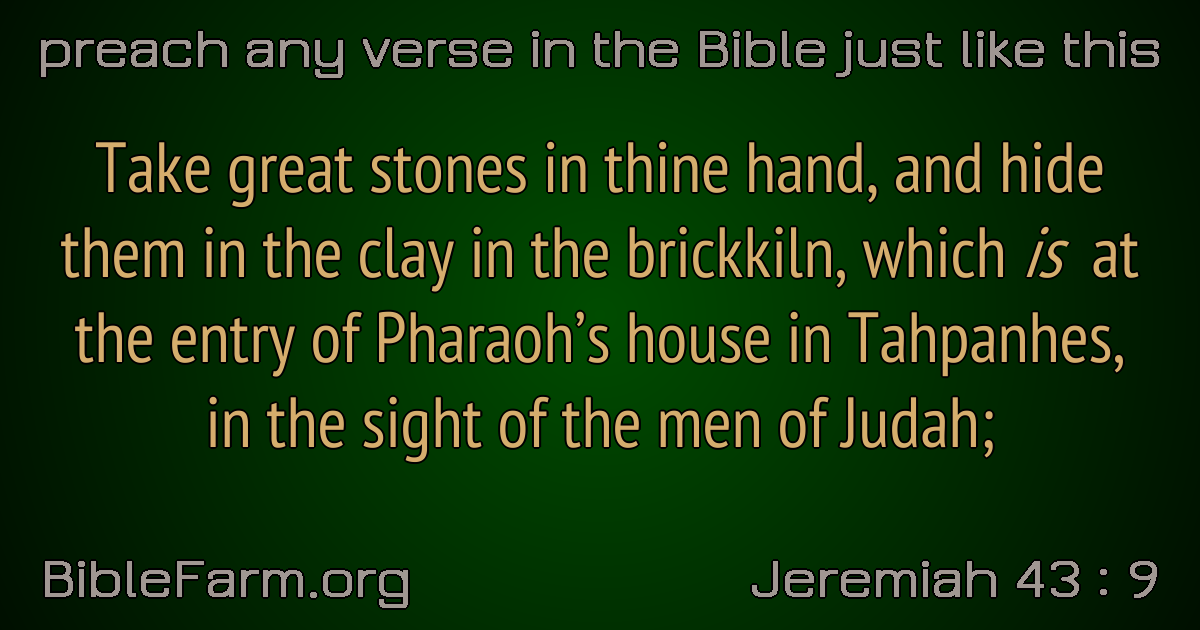 preach any verse in the Bible just like this
Take great stones in thine hand, and hide
them in the clay in the brickkiln, which is at
the entry of Pharaoh’s house in Tahpanhes,
in the sight of the men of Judah;
BibleFarm.org
Jeremiah 43 : 9